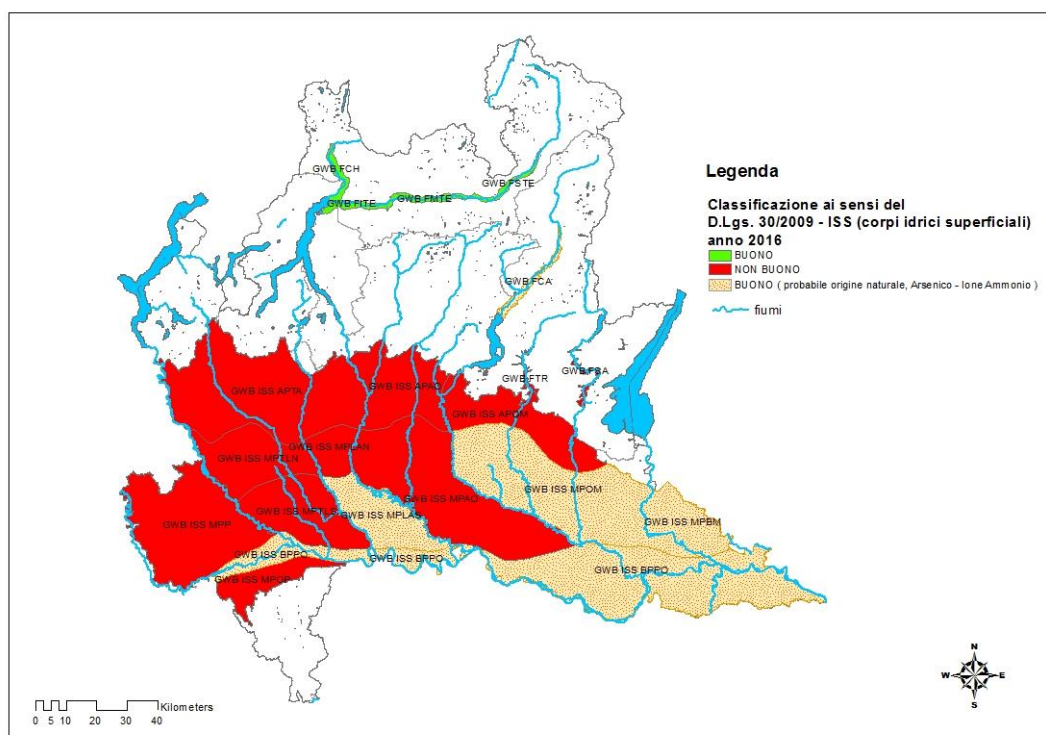 GWB FCH
GWB FSTE
GWB FMTE
GWB FITE
GWB FCA
GWB FTR
GWB FSA
GWB ISS APTA
GWB ISS APAO
GWB ISS APOM
GWB ISS MPLAN
GWB ISS MPTLN
GWB ISS MPOM
GWB ISS MPAO
GWB ISS MPTLS
GWB ISS MPLAS
GWB ISS MPP
GWB ISS MPBM
GWB ISS BPPO
GWB ISS BPPO
GWB ISS BPPO
GWB ISS MPOP
Legenda
Classificazione ai sensi del
D.Lgs. 30/2009 - ISS (corpi idrici superficiali)
anno 2016
BUONO
NON BUONO
BUONO ( probabile origine naturale, Arsenico - Ione Ammonio )
fiumi
N
W E
S
Kilometers
0 5 10 20 30 40